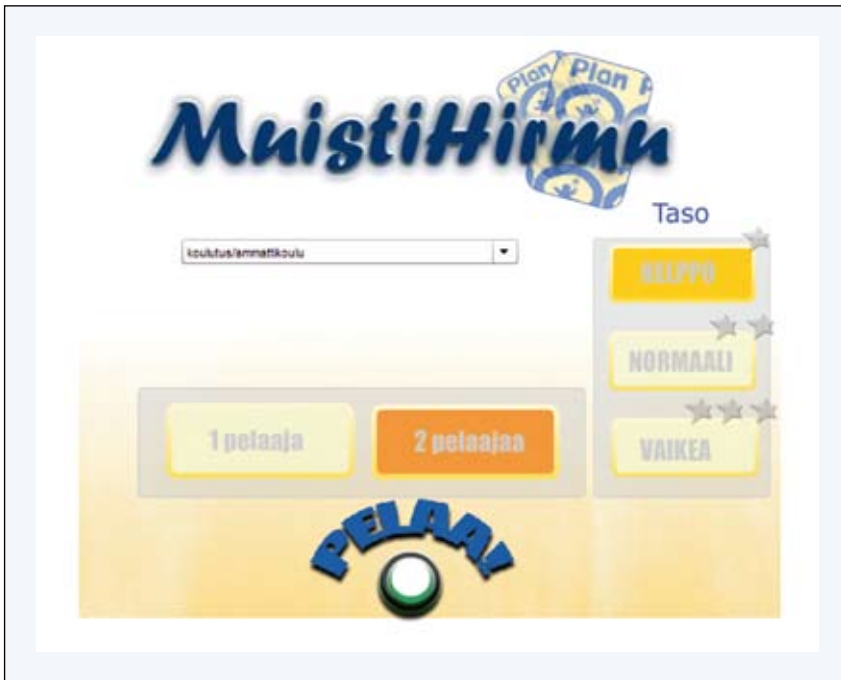 Plan Plan P
MuistiHirmu
Taso
koulutus/ammattikoulu
HELPPO
NORMAALI
1 pelaaja 2 pelaajaa
VAIKEA
PELAA!